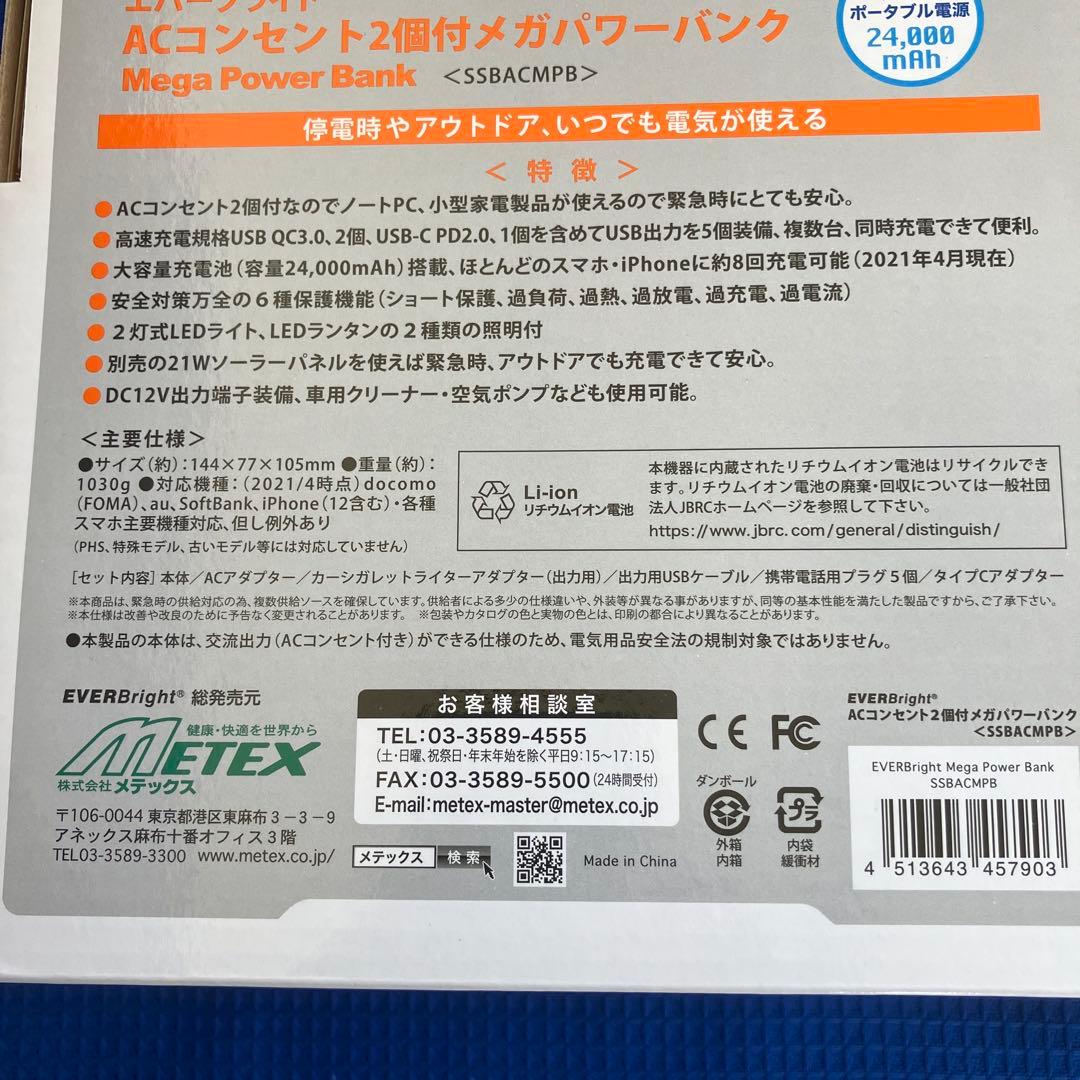 エバーブライト
ACコンセント2個付メガパワーバンク
Mega Power Bank <SSBACMPB>
ポータブル電源
24,000
mAh
停電時やアウトドア、いつでも電気が使える
<特徴>
●ACコンセント2個付なのでノートPC、小型家電製品が使えるので緊急時にとても安心。
●高速充電規格USB QC3.0、2個、USB-C PD2.0、1個を含めてUSB出力を5個装備、複数台、同時充電できて便利。
●大容量充電池（容量24,000mAh）搭載、ほとんどのスマホ・iPhoneに約8回充電可能（2021年4月現在）
●安全対策万全の６種保護機能（ショート保護、過負荷、過熱、過放電、過充電、過電流）
●２灯式LEDライト、LEDランタンの２種類の照明付
●別売の21Wソーラーパネルを使えば緊急時、アウトドアでも充電できて安心。
●DC12V出力端子装備、車用クリーナー・空気ポンプなども使用可能。
<主要仕様>
●サイズ（約）：144×77×105mm ●重量（約）：
1030g ●対応機種：（2021/4時点）docomo
（FOMA）、au、SoftBank、iPhone（12含む）・各種
スマホ主要機種対応、但し例外あり
（PHS、特殊モデル、古いモデル等には対応していません）
Li-ion
リチウムイオン電池
本機器に内蔵されたリチウムイオン電池はリサイクルでき
ます。リチウムイオン電池の廃棄・回収については一般社団
法人JBRCホームページを参照して下さい。
https://www.jbrc.com/general/distinguish/
［セット内容］本体／ACアダプター／カーシガレットライターアダプター（出力用）／出力用USBケーブル／携帯電話用プラグ５個／タイプCアダプター
※本商品は、緊急時の供給対応の為、複数供給ソースを確保しています。供給者による多少の仕様違いや、外装等が異なる事がありますが、同等の基本性能を満たした製品ですから、ご了承下さい。
※本仕様は改善や改良のために予告なく変更されることがあります。 ※包装やカタログの色と実物の色とは、印刷の都合により異なることがあります。
●本製品の本体は、交流出力（ACコンセント付き）ができる仕様のため、電気用品安全法の規制対象ではありません。
EVERBright® 総発売元
健康・快適を世界から
METEX
株式会社メテックス
〒106-0044 東京都港区東麻布３－３－９
アネックス麻布十番オフィス３階
TEL03-3589-3300 www.metex.co.jp/
お客様相談室
TEL：03-3589-4555
（土・日曜、祝祭日・年末年始を除く平日9：15〜17：15）
FAX：03-3589-5500（24時間受付）
E-mail：metex-master@metex.co.jp
メテックス 検索
Made in China
CE FC
ダンボール
外箱
内箱
プラ
内袋
緩衝材
EVERBright®
ACコンセント2個付メガパワーバンク
<SSBACMPB>
EVERBright Mega Power Bank
SSBACMPB
4 513643 457903